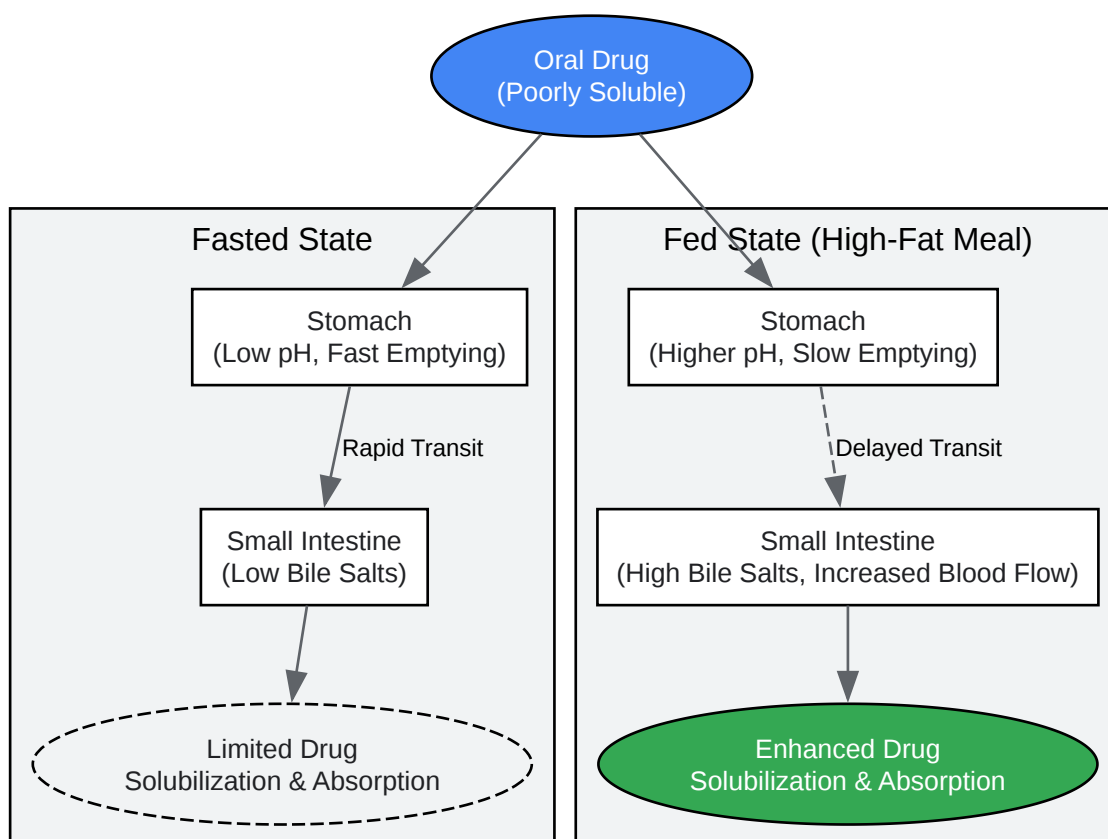 Oral Drug
(Poorly Soluble)
Fasted State
Stomach
(Low pH, Fast Emptying)
Rapid Transit
Small Intestine
(Low Bile Salts)
Limited Drug
Solubilization & Absorption
Fed State (High-Fat Meal)
Stomach
(Higher pH, Slow Emptying)
Delayed Transit
Small Intestine
(High Bile Salts, Increased Blood Flow)
Enhanced Drug
Solubilization & Absorption